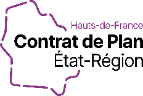 Hauts-de-France
Contrat de Plan
État-Région